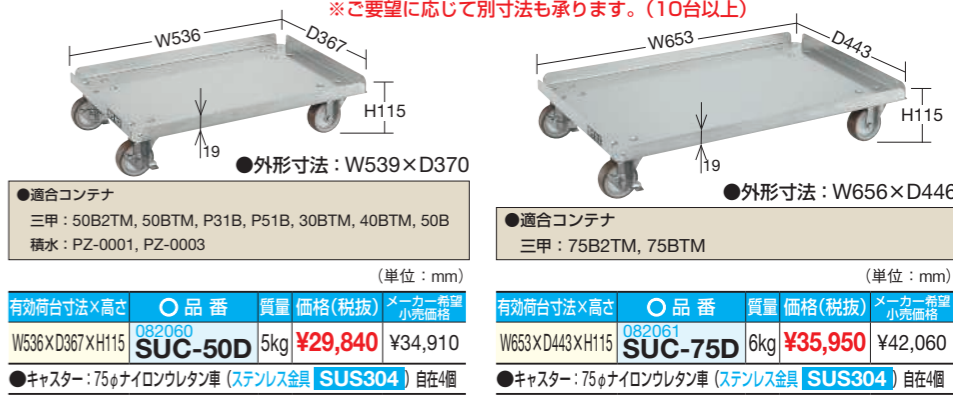 ※ご要望に応じて別寸法も承ります。（10台以上）
W536
D367
H115
19
●外形寸法：W539×D370
●適合コンテナ
三甲：50B2TM, 50BTM, P31B, P51B, 30BTM, 40BTM, 50B
積水：PZ-0001, PZ-0003
（単位：mm）
有効荷台寸法×高さ 〇品番 質量 価格(税抜) メーカー希望小売価格
W536×D367×H115 082060 SUC-50D 5kg ¥29,840 ¥34,910
●キャスター：75φナイロンウレタン車（ステンレス金具 SUS304）自在4個
W653
D443
H115
19
●外形寸法：W656×D446
●適合コンテナ
三甲：75B2TM, 75BTM
（単位：mm）
有効荷台寸法×高さ 〇品番 質量 価格(税抜) メーカー希望小売価格
W653×D443×H115 082061 SUC-75D 6kg ¥35,950 ¥42,060
●キャスター：75φナイロンウレタン車（ステンレス金具 SUS304）自在4個